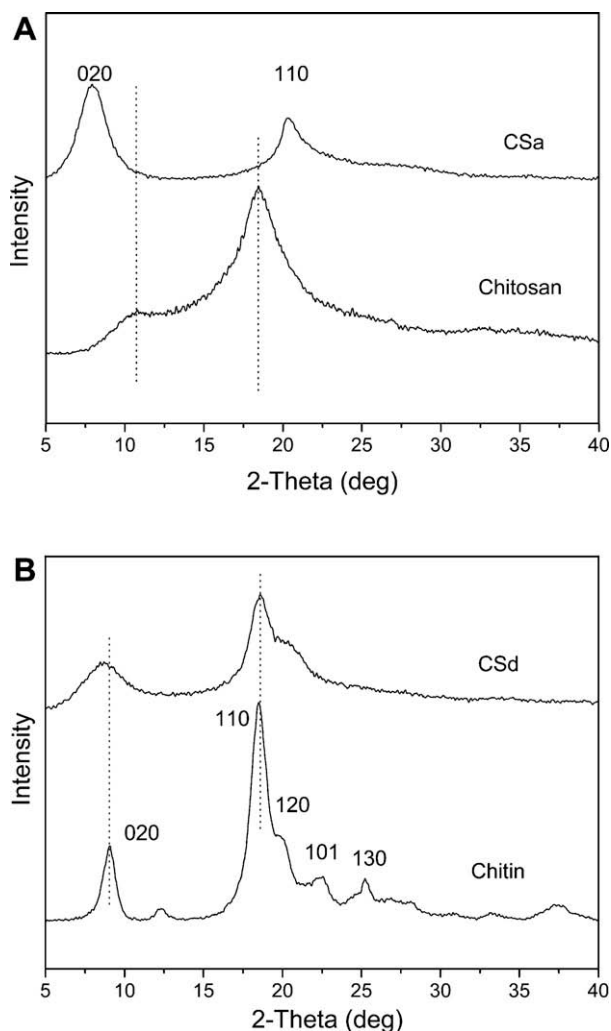 A
020
110
CSa
Intensity
Chitosan
5 10 15 20 25 30 35 40
2-Theta (deg)
B
CSd
110
120
Intensity
020
101
130
Chitin
5 10 15 20 25 30 35 40
2-Theta (deg)